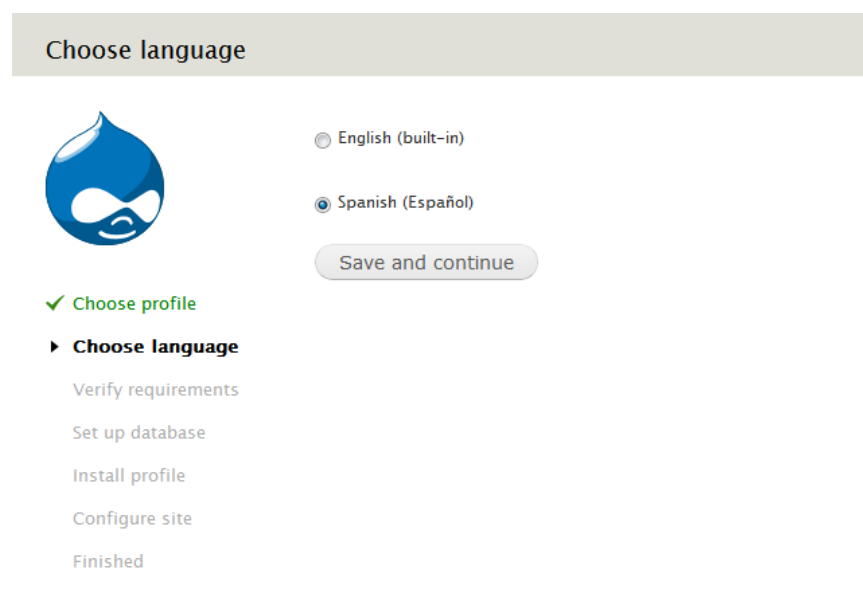 Choose language
English (built-in)
Spanish (Español)
Save and continue
Choose profile
Choose language
Verify requirements
Set up database
Install profile
Configure site
Finished